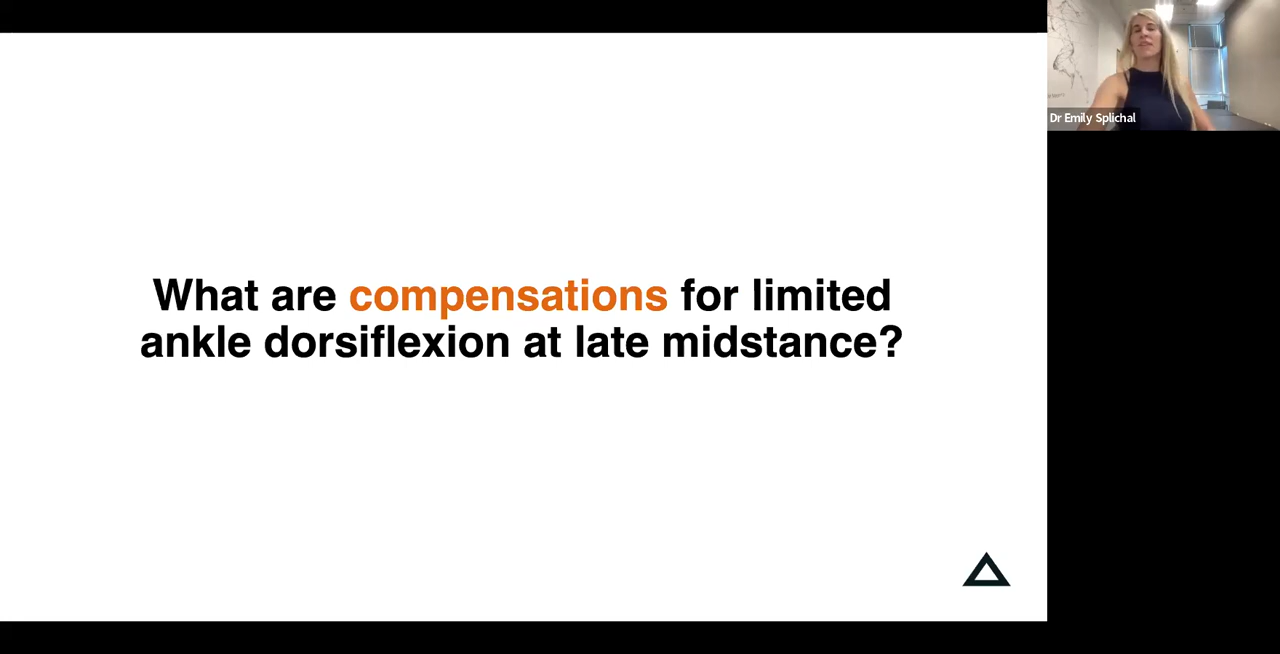 What are compensations for limited
ankle dorsiflexion at late midstance?
Dr Emily Splichal